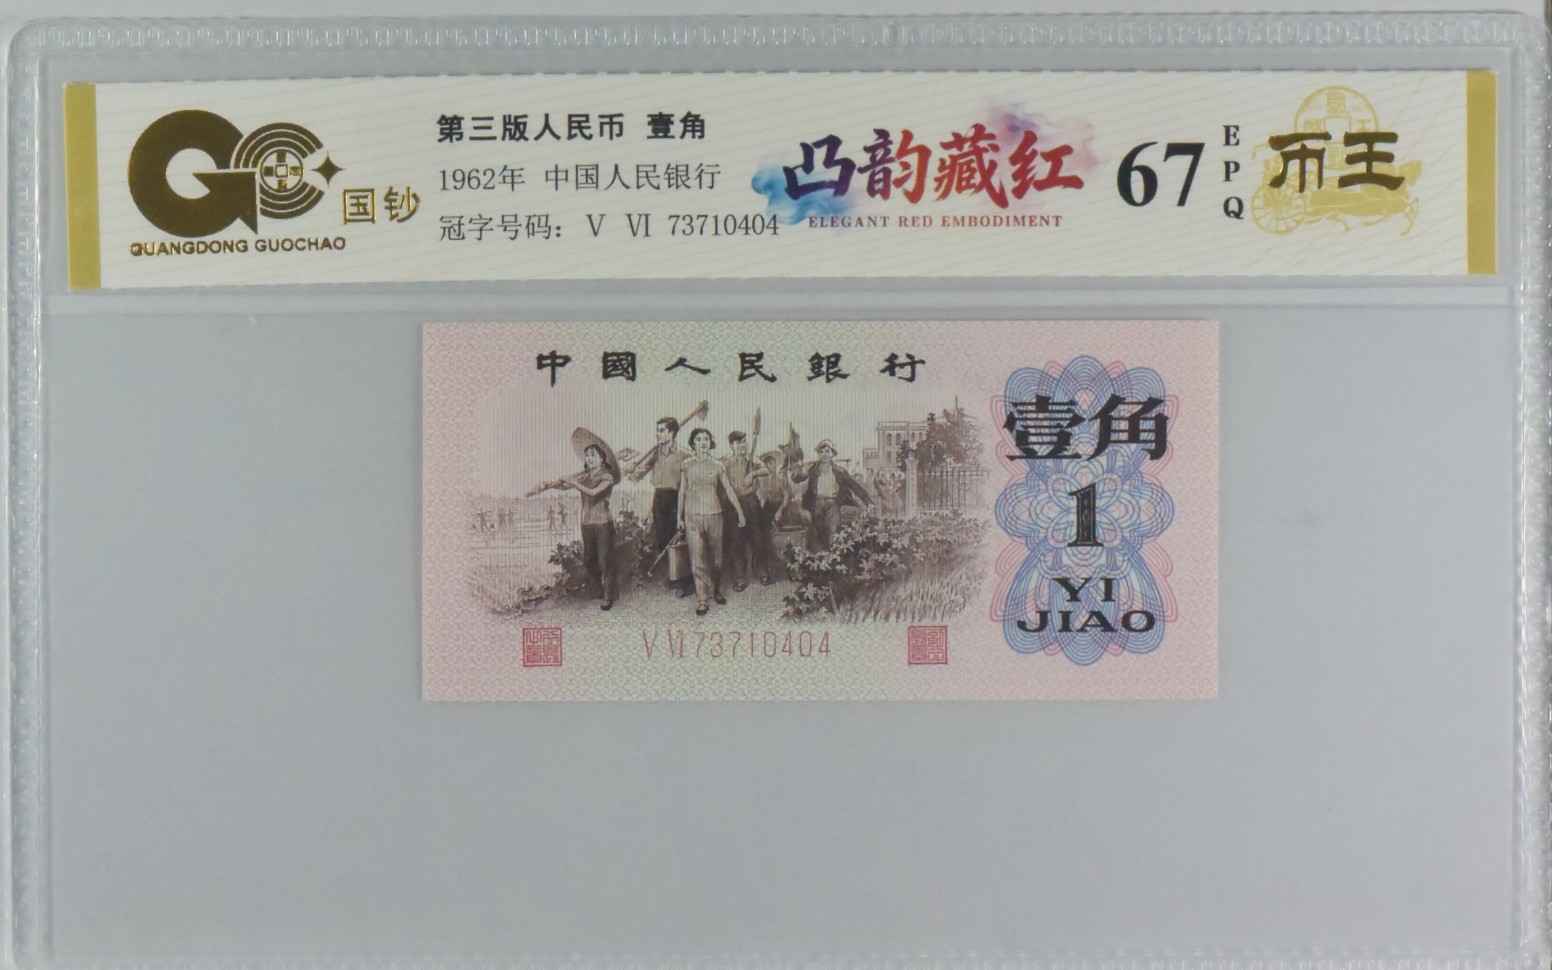 国钞
GUANGDONG GUOCHAO
第三版人民币 壹角
1962年 中国人民银行
冠字号码： V VI 73710404
凸韵藏红
ELEGANT RED EMBODIMENT
67
EPQ
币王
中國人民銀行
壹角
1
YI
JIAO
V VI 73710404